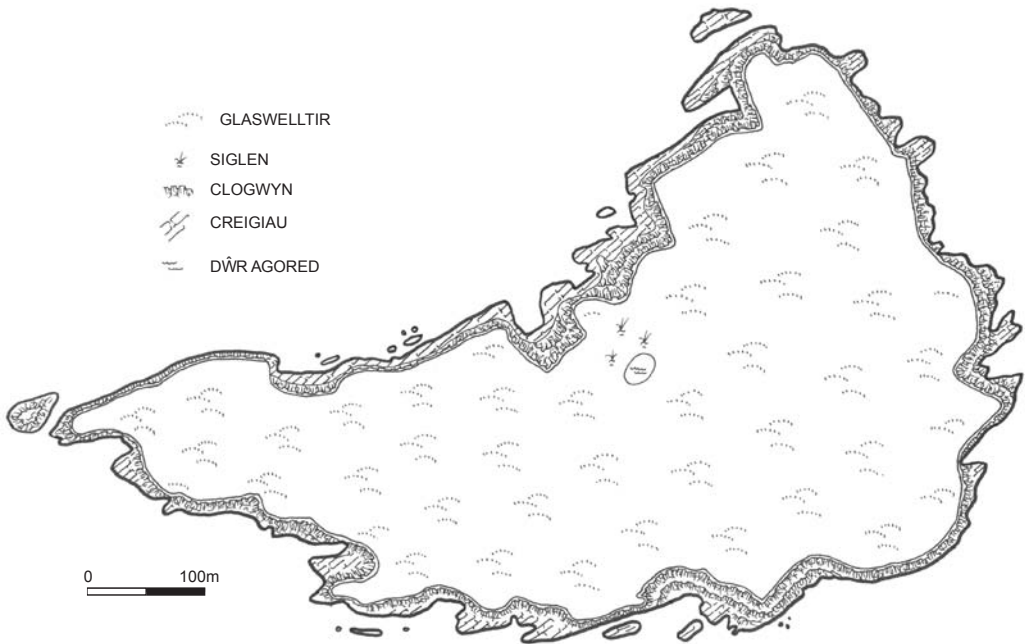 GLASWELLTIR
SIGLEN
CLOGWYN
CREIGIAU
DŴR AGORED
0 100m